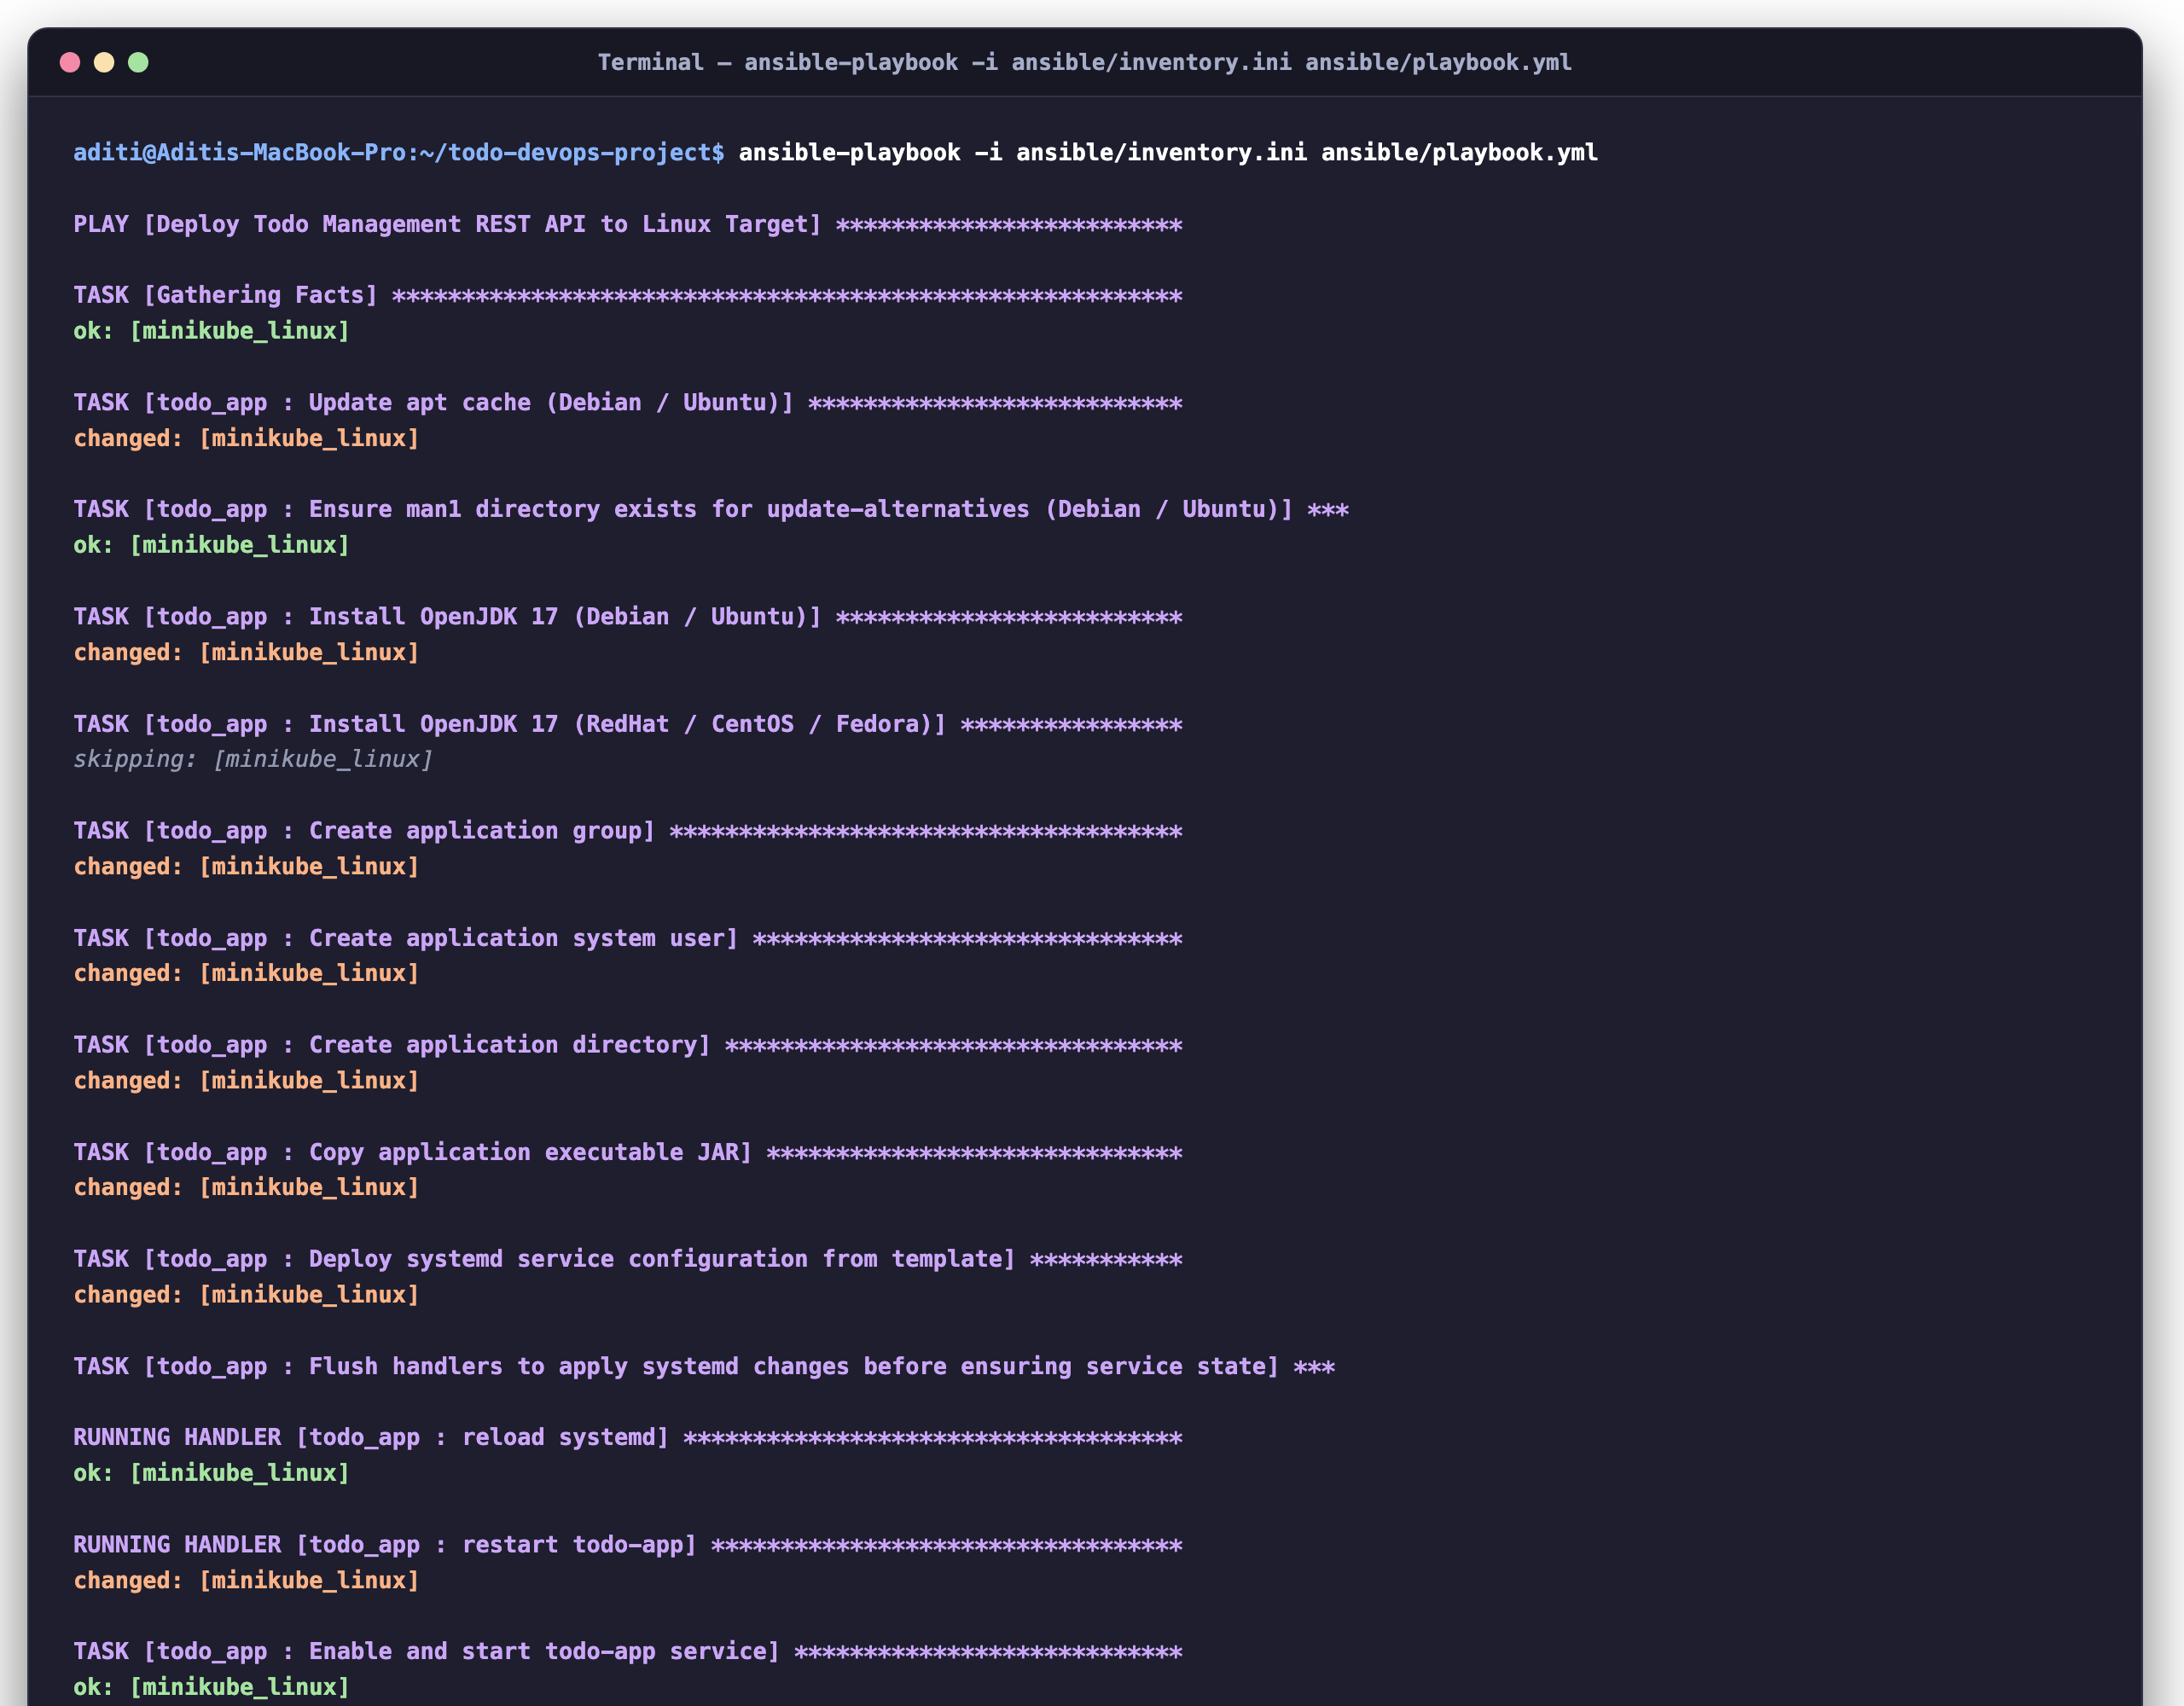 Terminal — ansible-playbook -i ansible/inventory.ini ansible/playbook.yml
aditi@Aditis-MacBook-Pro:~/todo-devops-project$ ansible-playbook -i ansible/inventory.ini ansible/playbook.yml
PLAY [Deploy Todo Management REST API to Linux Target] *************************
TASK [Gathering Facts] *********************************************************
ok: [minikube_linux]
TASK [todo_app : Update apt cache (Debian / Ubuntu)] ***************************
changed: [minikube_linux]
TASK [todo_app : Ensure man1 directory exists for update-alternatives (Debian / Ubuntu)] ***
ok: [minikube_linux]
TASK [todo_app : Install OpenJDK 17 (Debian / Ubuntu)] *************************
changed: [minikube_linux]
TASK [todo_app : Install OpenJDK 17 (RedHat / CentOS / Fedora)] ****************
skipping: [minikube_linux]
TASK [todo_app : Create application group] *************************************
changed: [minikube_linux]
TASK [todo_app : Create application system user] *******************************
changed: [minikube_linux]
TASK [todo_app : Create application directory] *********************************
changed: [minikube_linux]
TASK [todo_app : Copy application executable JAR] ******************************
changed: [minikube_linux]
TASK [todo_app : Deploy systemd service configuration from template] ***********
changed: [minikube_linux]
TASK [todo_app : Flush handlers to apply systemd changes before ensuring service state] ***
RUNNING HANDLER [todo_app : reload systemd] ************************************
ok: [minikube_linux]
RUNNING HANDLER [todo_app : restart todo-app] **********************************
changed: [minikube_linux]
TASK [todo_app : Enable and start todo-app service] ****************************
ok: [minikube_linux]